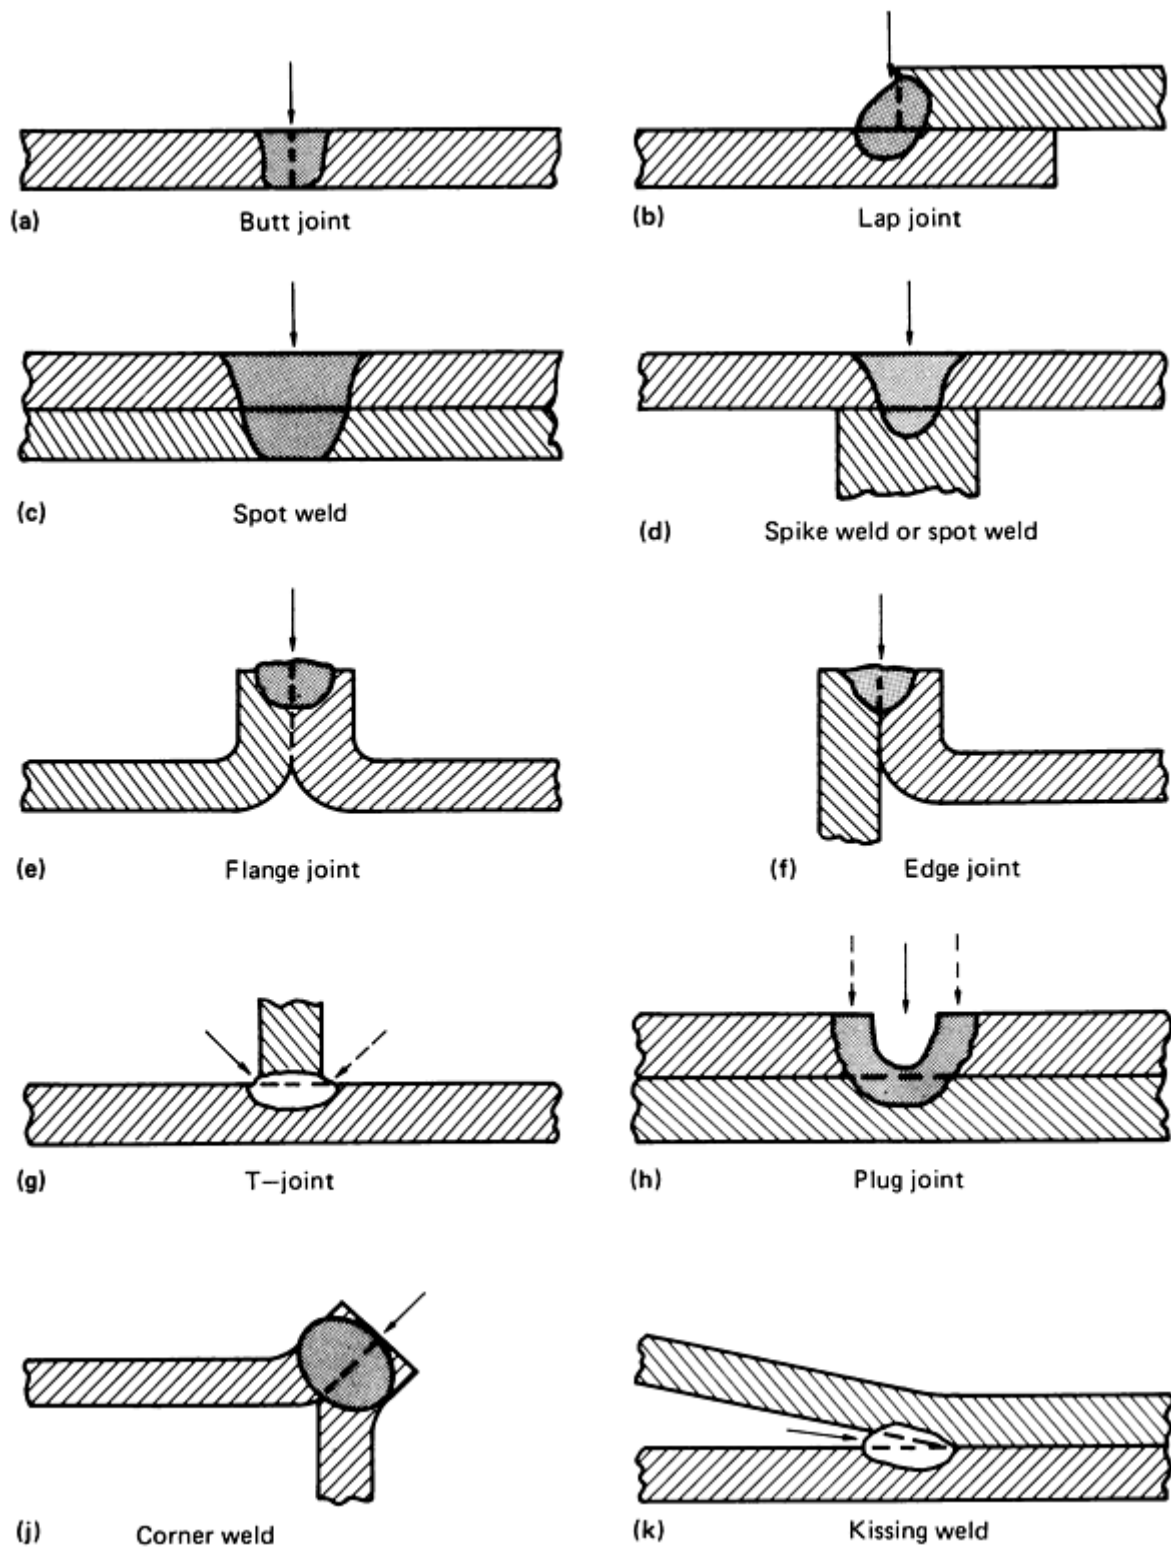 (a) Butt joint
(b) Lap joint
(c) Spot weld
(d) Spike weld or spot weld
(e) Flange joint
(f) Edge joint
(g) T—joint
(h) Plug joint
(j) Corner weld
(k) Kissing weld